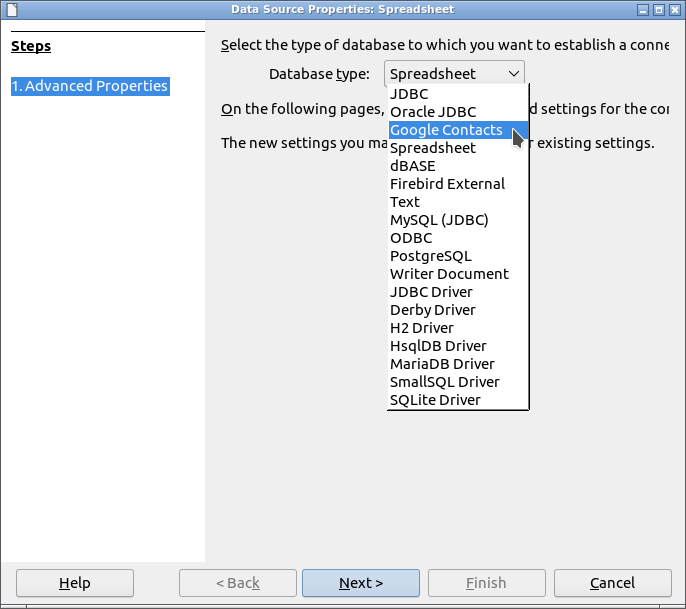 Data Source Properties: Spreadsheet
Steps
1. Advanced Properties
Select the type of database to which you want to establish a conne
Database type: Spreadsheet
On the following pages, d settings for the cor
The new settings you ma r existing settings.
JDBC
Oracle JDBC
Google Contacts
Spreadsheet
dBASE
Firebird External
Text
MySQL (JDBC)
ODBC
PostgreSQL
Writer Document
JDBC Driver
Derby Driver
H2 Driver
HsqlDB Driver
MariaDB Driver
SmallSQL Driver
SQLite Driver
Help
< Back
Next >
Finish
Cancel